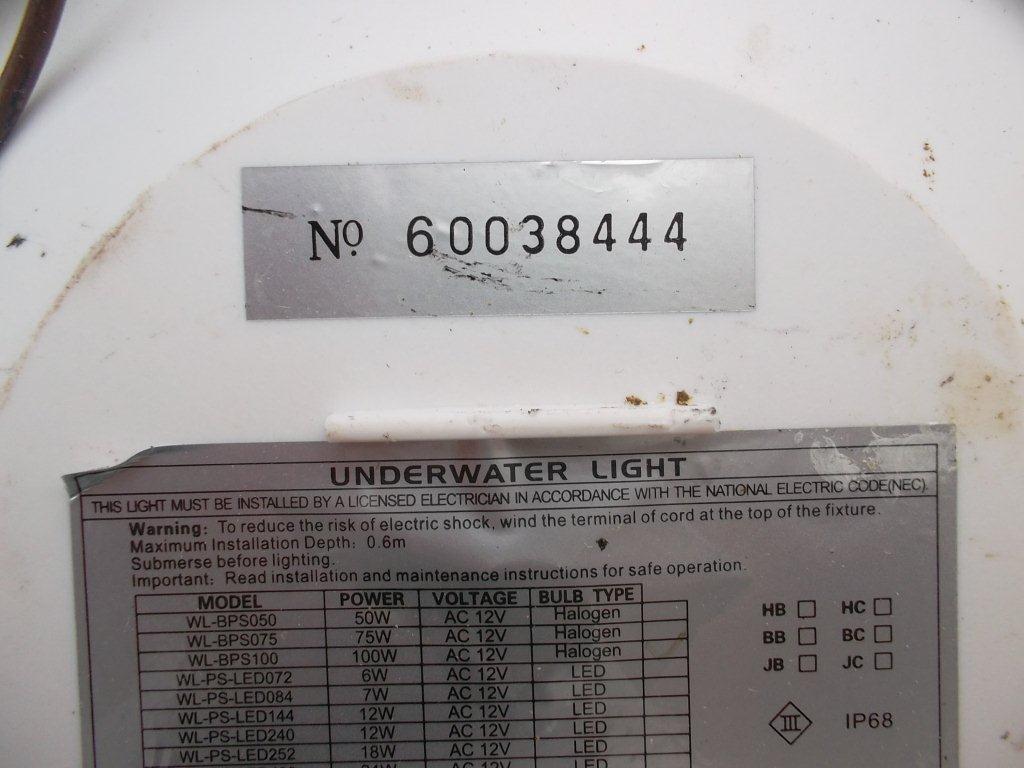 Nº 60038444
UNDERWATER LIGHT
THIS LIGHT MUST BE INSTALLED BY A LICENSED ELECTRICIAN IN ACCORDANCE WITH THE NATIONAL ELECTRIC CODE(NEC).
Warning: To reduce the risk of electric shock, wind the terminal of cord at the top of the fixture.
Maximum Installation Depth: 0.6m
Submerse before lighting.
Important: Read installation and maintenance instructions for safe operation.
MODEL POWER VOLTAGE BULB TYPE
WL-BPS050 50W AC 12V Halogen
WL-BPS075 75W AC 12V Halogen
WL-BPS100 100W AC 12V Halogen
WL-PS-LED072 6W AC 12V LED
WL-PS-LED084 7W AC 12V LED
WL-PS-LED144 12W AC 12V LED
WL-PS-LED240 12W AC 12V LED
WL-PS-LED252 18W AC 12V LED
AC 12V LED
HB HC
BB BC
JB JC
III IP68